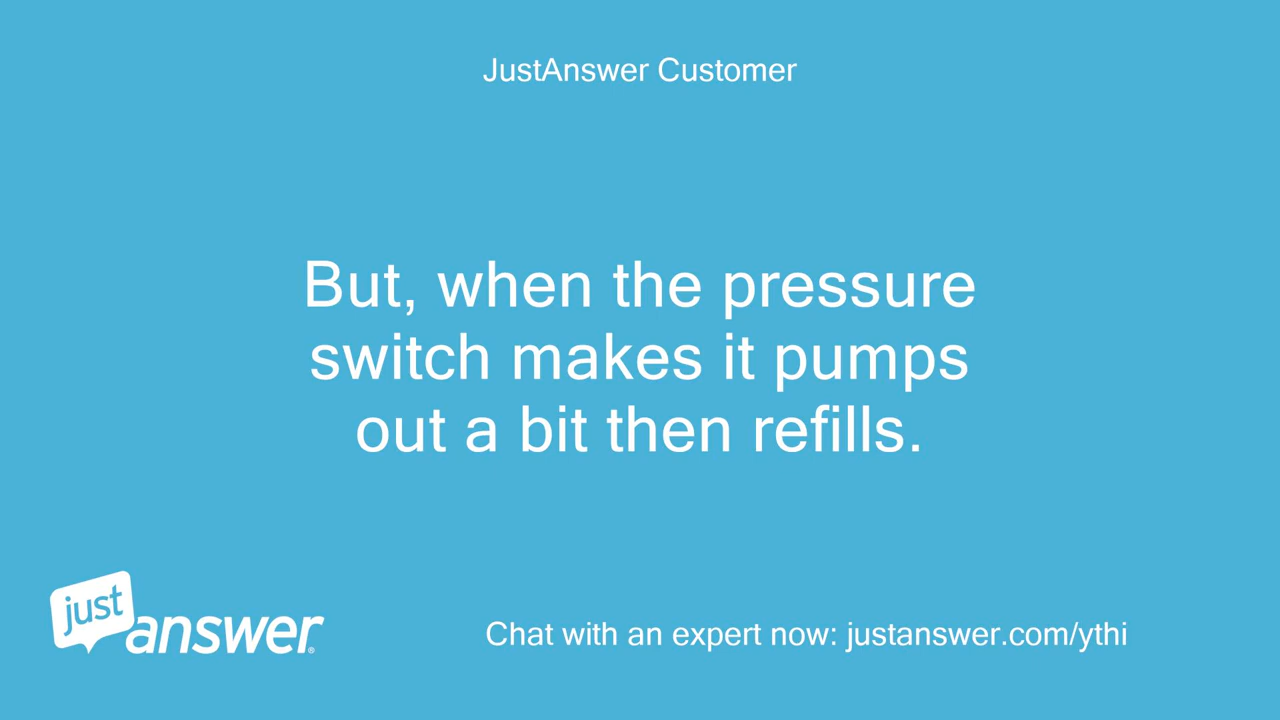 JustAnswer Customer
But, when the pressure
switch makes it pumps
out a bit then refills.
just
answer®
Chat with an expert now: justanswer.com/ythi